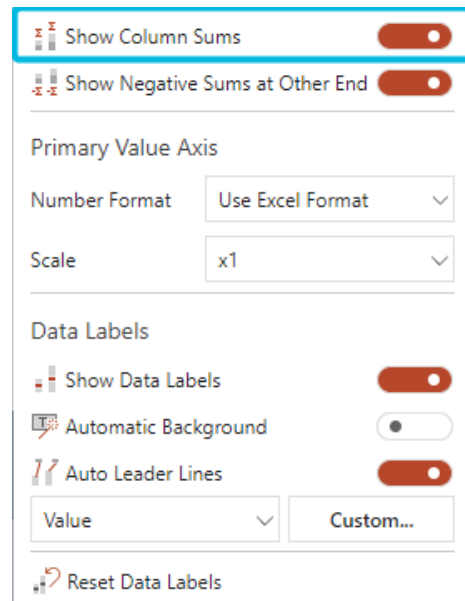 Show Column Sums
Show Negative Sums at Other End
Primary Value Axis
Number Format Use Excel Format
Scale x1
Data Labels
Show Data Labels
Automatic Background
Auto Leader Lines
Value Custom...
Reset Data Labels